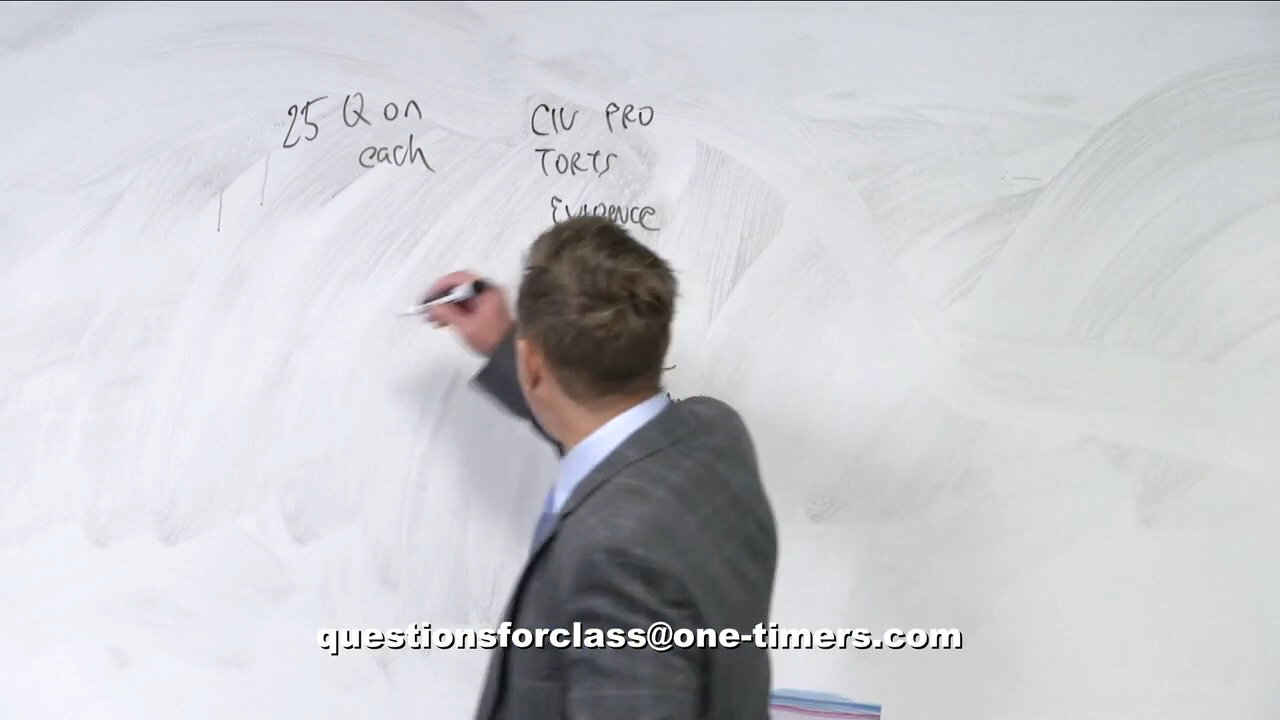 25 Q on
each
CIV PRO
TORTS
EVIDENCE
questionsforclass@one-timers.com